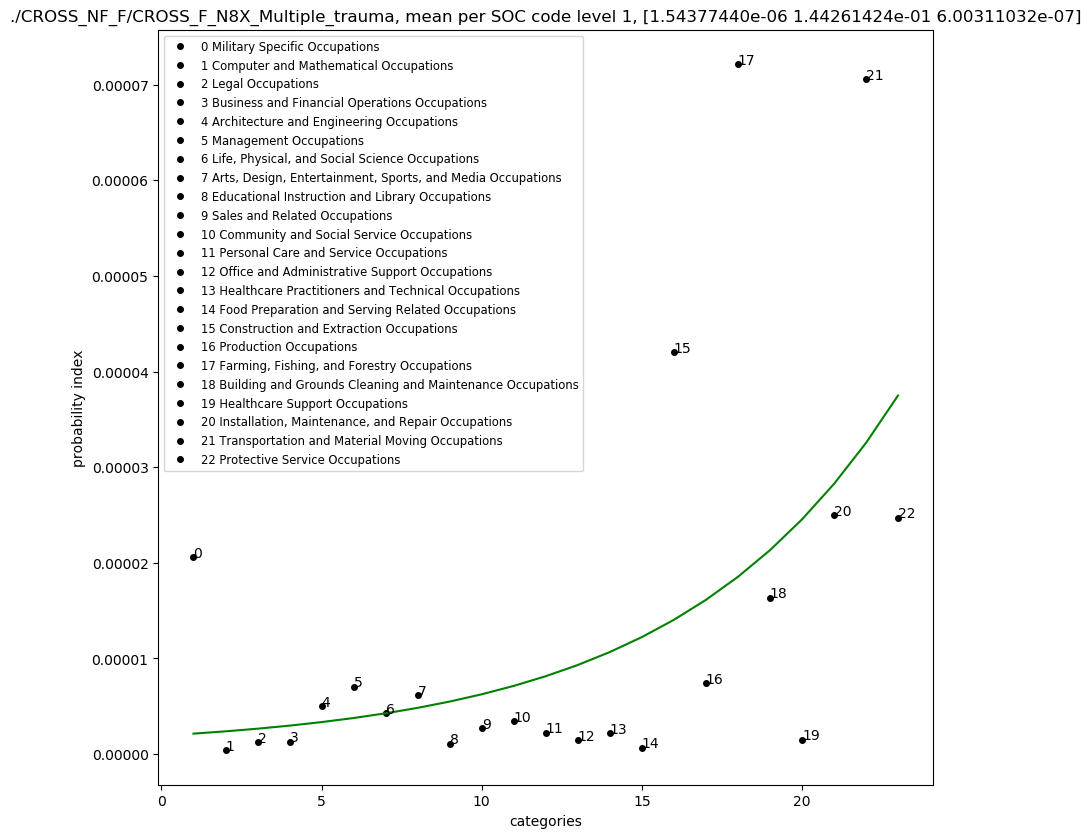 ./CROSS_NF_F/CROSS_F_N8X_Multiple_trauma, mean per SOC code level 1, [1.54377440e-06 1.44261424e-01 6.00311032e-07]
0 Military Specific Occupations
1 Computer and Mathematical Occupations
2 Legal Occupations
3 Business and Financial Operations Occupations
4 Architecture and Engineering Occupations
5 Management Occupations
6 Life, Physical, and Social Science Occupations
7 Arts, Design, Entertainment, Sports, and Media Occupations
8 Educational Instruction and Library Occupations
9 Sales and Related Occupations
10 Community and Social Service Occupations
11 Personal Care and Service Occupations
12 Office and Administrative Support Occupations
13 Healthcare Practitioners and Technical Occupations
14 Food Preparation and Serving Related Occupations
15 Construction and Extraction Occupations
16 Production Occupations
17 Farming, Fishing, and Forestry Occupations
18 Building and Grounds Cleaning and Maintenance Occupations
19 Healthcare Support Occupations
20 Installation, Maintenance, and Repair Occupations
21 Transportation and Material Moving Occupations
22 Protective Service Occupations
probability index
0.00007
0.00006
0.00005
0.00004
0.00003
0.00002
0.00001
0.00000
0
1
2
3
4
5
6
7
8
9
10
11
12
13
14
15
16
17
18
19
20
21
22
0
5
10
15
20
categories